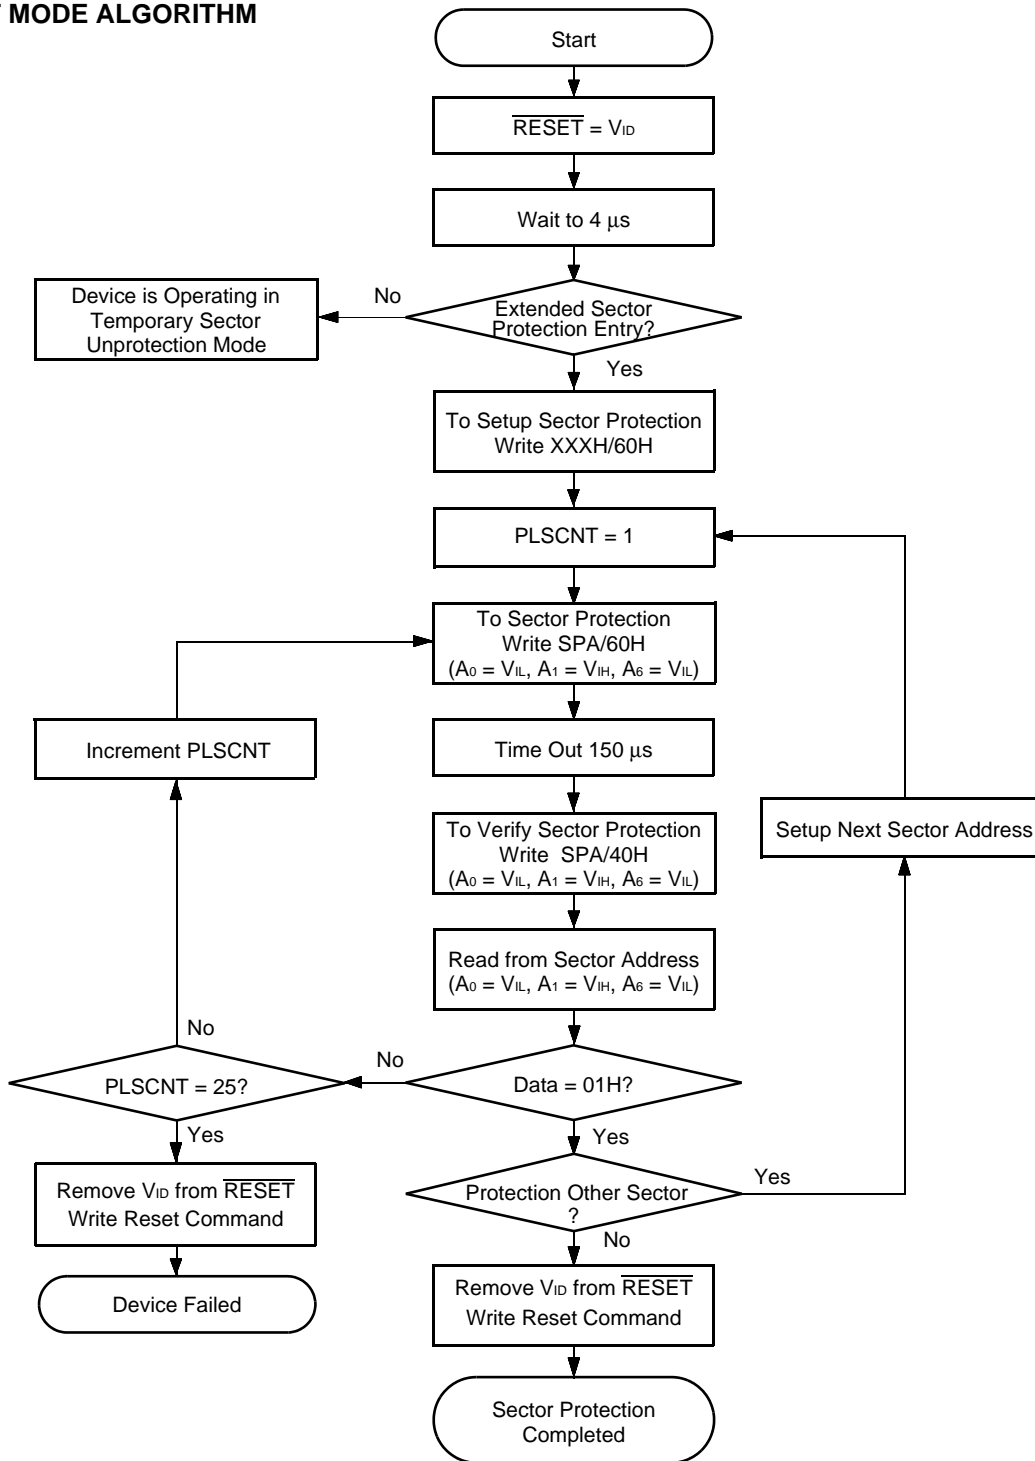 MODE ALGORITHM
Start
RESET = VID
Wait to 4 μs
Extended Sector
Protection Entry?
No
Device is Operating in
Temporary Sector
Unprotection Mode
Yes
To Setup Sector Protection
Write XXXH/60H
PLSCNT = 1
To Sector Protection
Write SPA/60H
(A0 = VIL, A1 = VIH, A6 = VIL)
Increment PLSCNT
Time Out 150 μs
To Verify Sector Protection
Write SPA/40H
(A0 = VIL, A1 = VIH, A6 = VIL)
Setup Next Sector Address
Read from Sector Address
(A0 = VIL, A1 = VIH, A6 = VIL)
No
No
PLSCNT = 25?
Data = 01H?
Yes
Yes
Yes
Protection Other Sector
?
Remove VID from RESET
Write Reset Command
No
Device Failed
Remove VID from RESET
Write Reset Command
Sector Protection
Completed